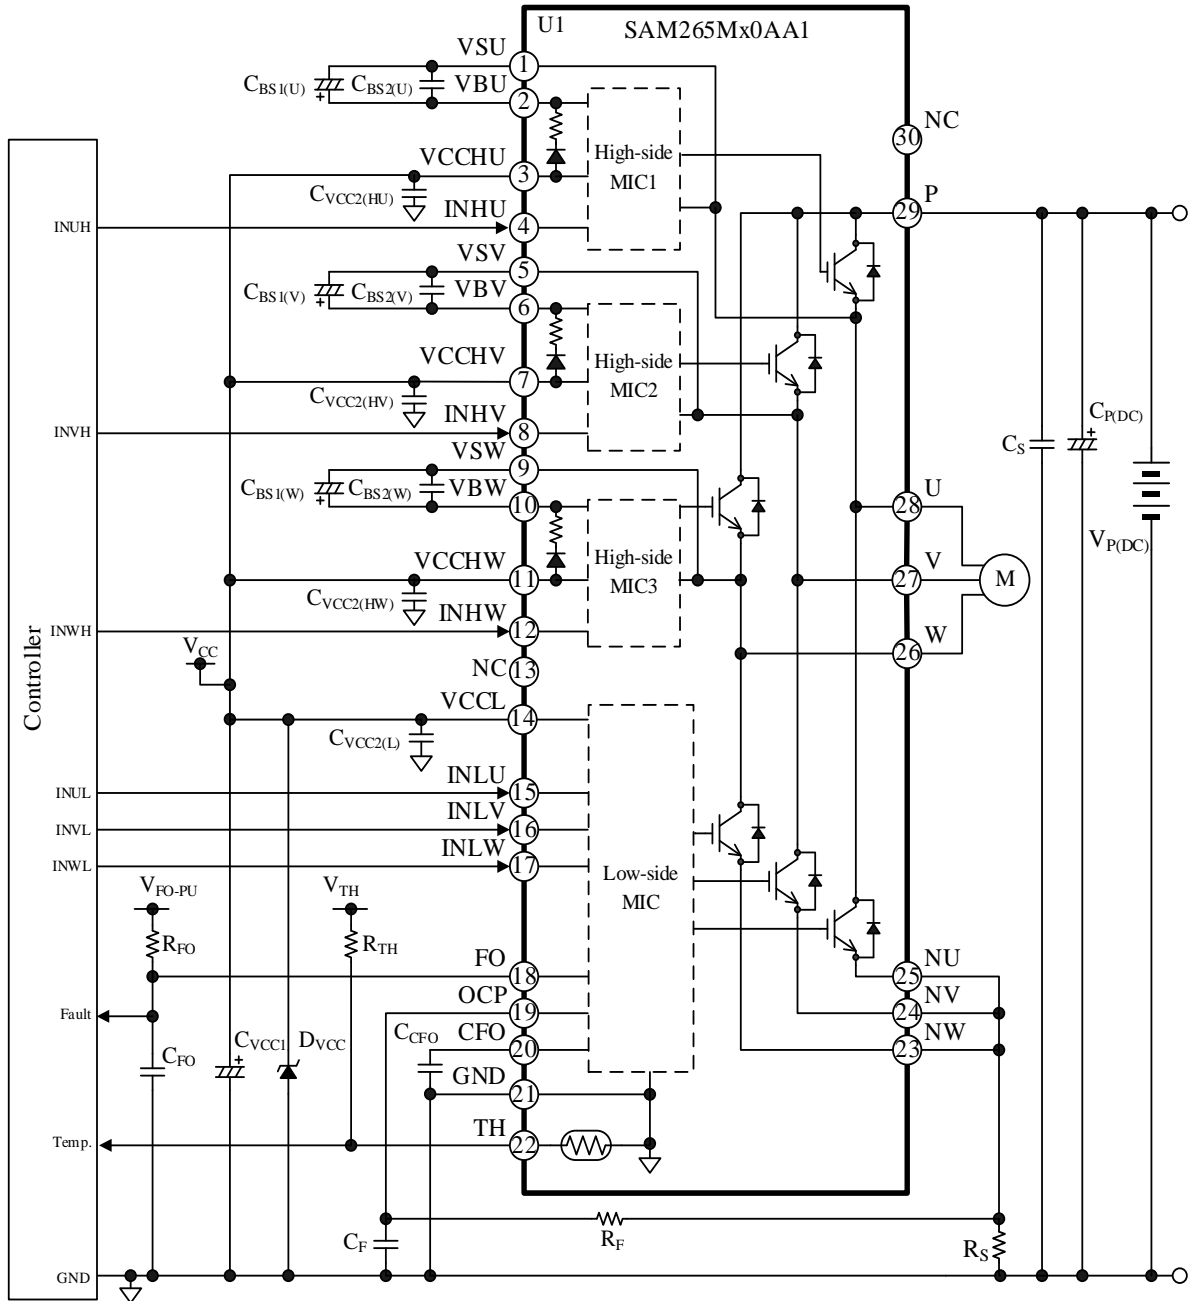 U1
SAM265Mx0AA1
VSU
1
CBS1(U)
CBS2(U)
VBU
2
High-side
MIC1
VCCHU
3
CVCC2(HU)
INHU
4
INUH
NC
30
P
29
VSV
5
CBS1(V)
CBS2(V)
VBV
6
High-side
MIC2
VCCHV
7
CVCC2(HV)
INHV
8
INVH
CS
CP(DC)
+
VP(DC)
VSW
9
CBS1(W)
CBS2(W)
VBW
10
High-side
MIC3
VCCHW
11
CVCC2(HW)
INHW
12
INWH
U
28
V
27
M
W
26
Controller
VCC
NC
13
VCCL
14
CVCC2(L)
INUL
INLU
15
INVL
INLV
16
INWL
INLW
17
Low-side
MIC
VFO-PU
VTH
RFO
RTH
FO
18
OCP
19
CCFO
CFO
20
GND
21
TH
22
NU
25
NV
24
NW
23
Fault
CFO
CVCC1
+
DVCC
Temp.
CF
RF
RS
GND